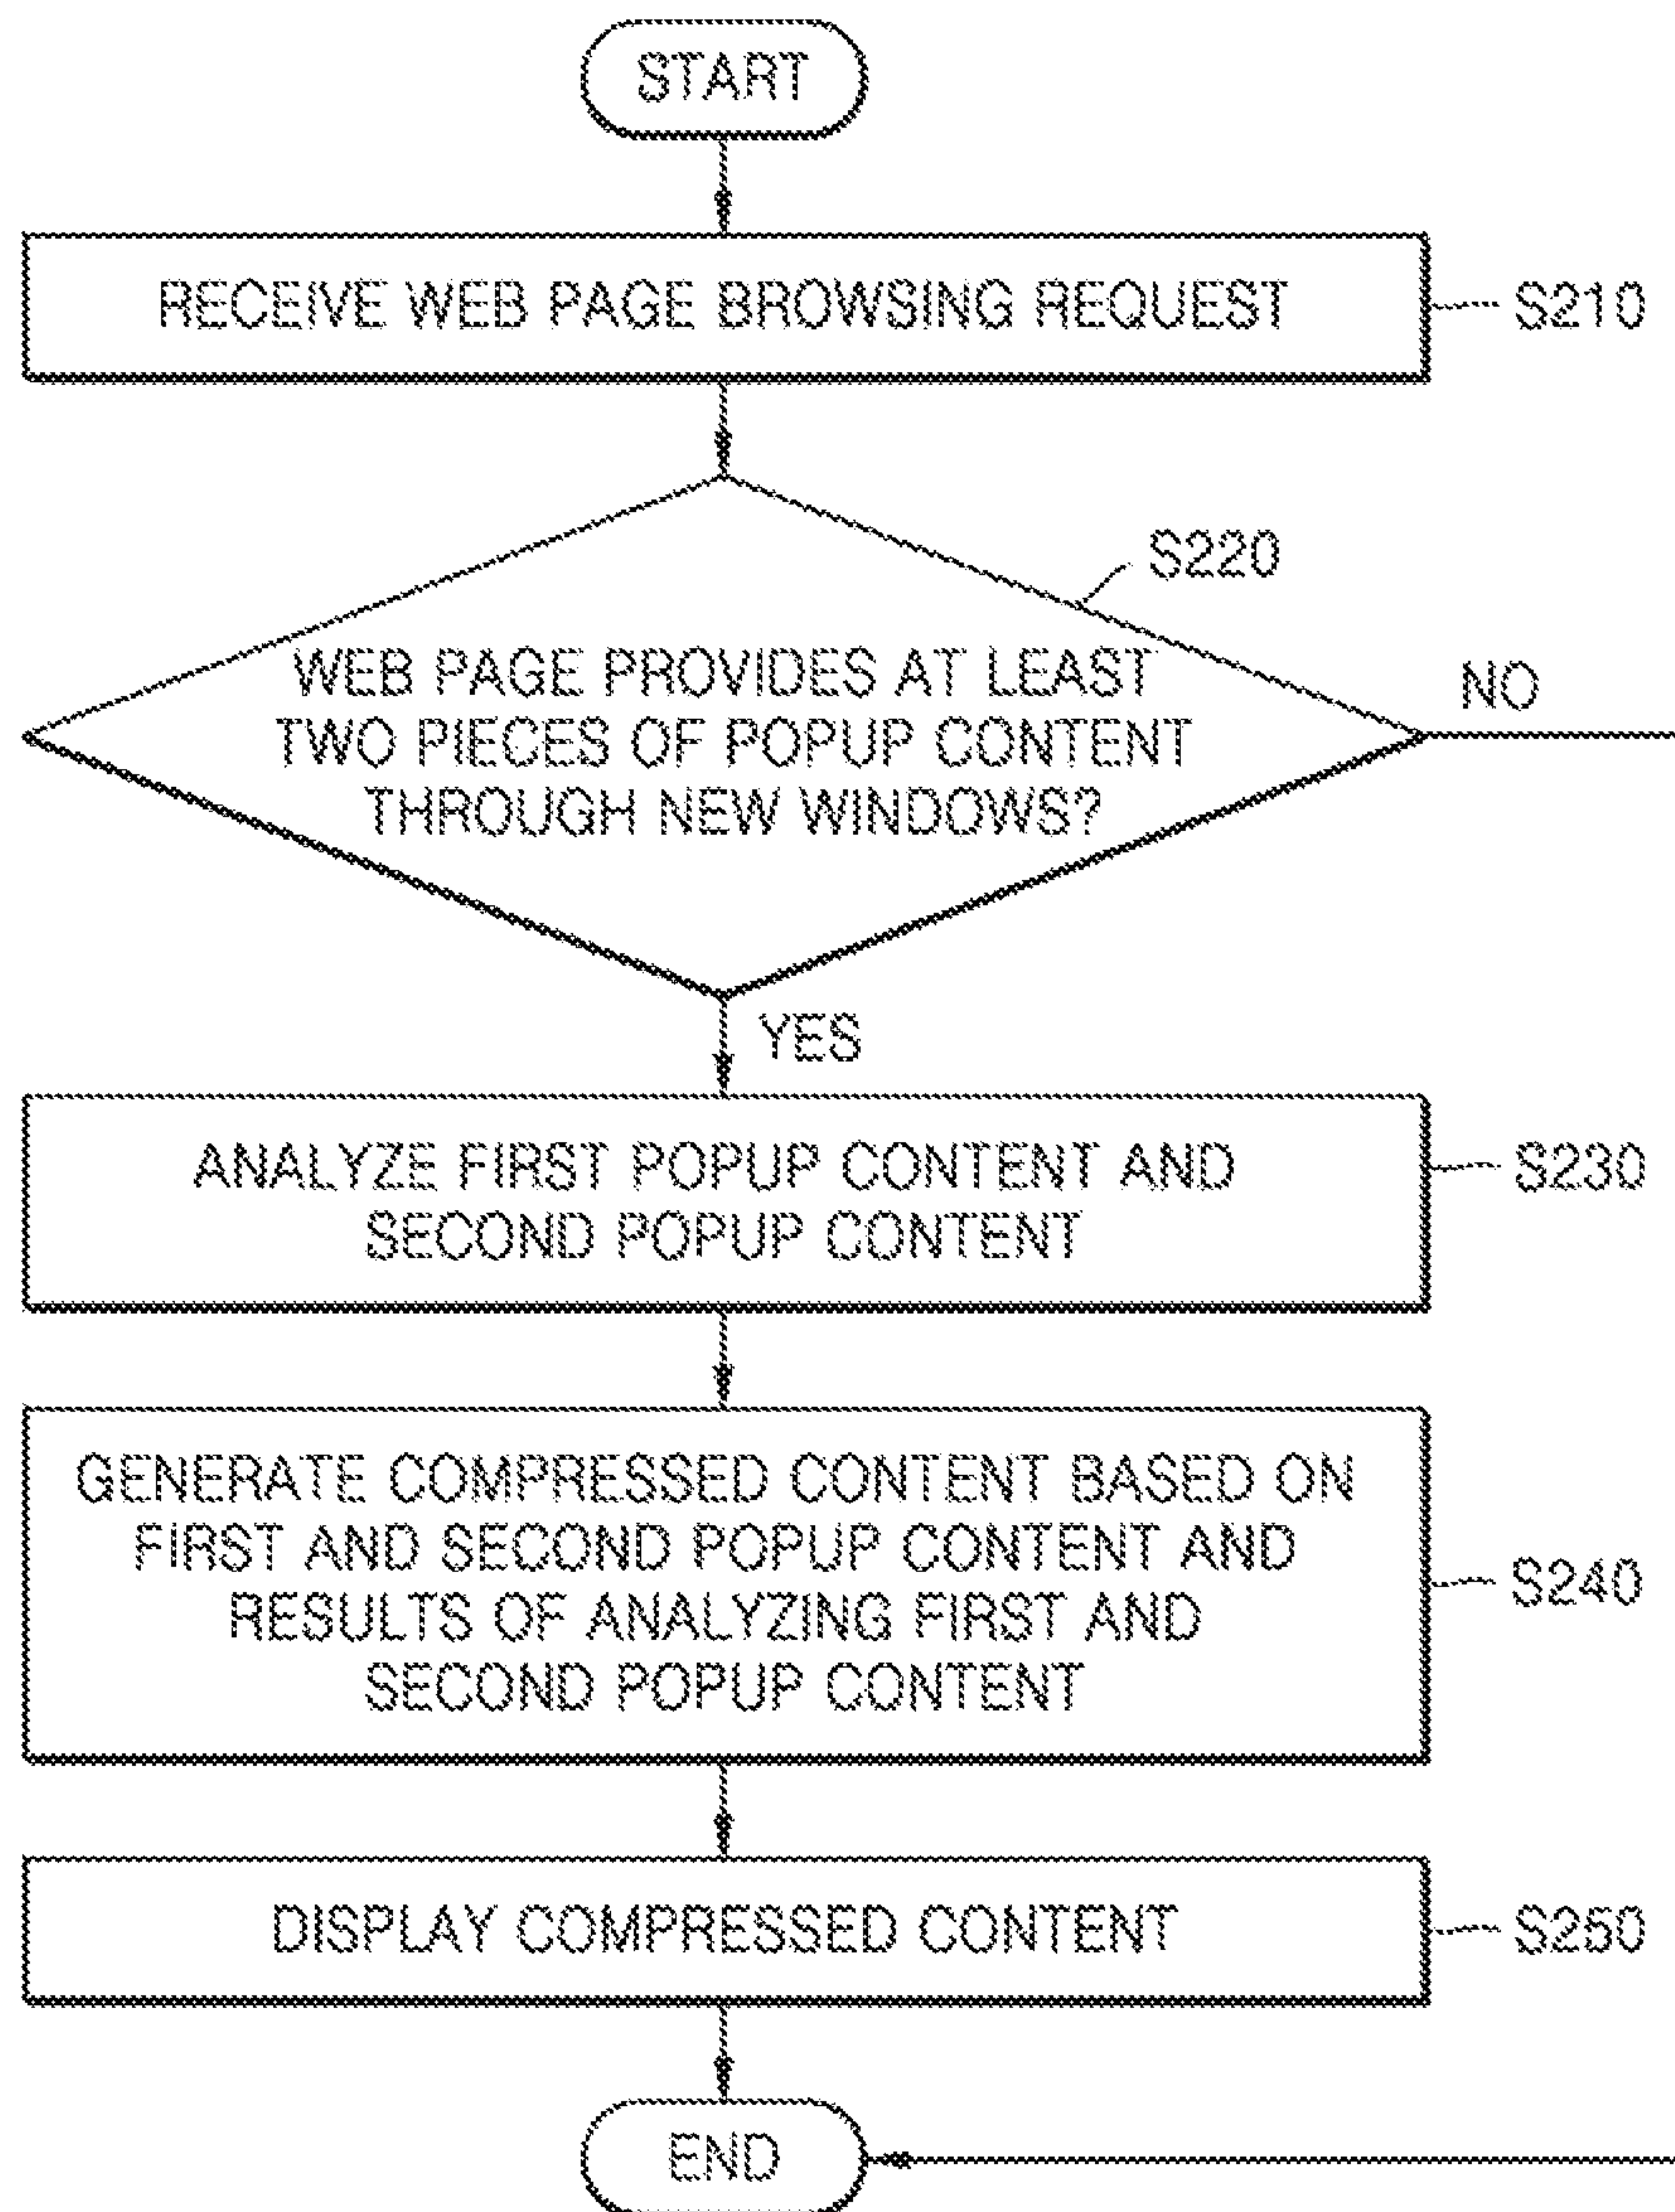 START
RECEIVE WEB PAGE BROWSING REQUEST
S210
S220
WEB PAGE PROVIDES AT LEAST
TWO PIECES OF POPUP CONTENT
THROUGH NEW WINDOWS?
NO
YES
ANALYZE FIRST POPUP CONTENT AND
SECOND POPUP CONTENT
S230
GENERATE COMPRESSED CONTENT BASED ON
FIRST AND SECOND POPUP CONTENT AND
RESULTS OF ANALYZING FIRST AND
SECOND POPUP CONTENT
S240
DISPLAY COMPRESSED CONTENT
S250
END